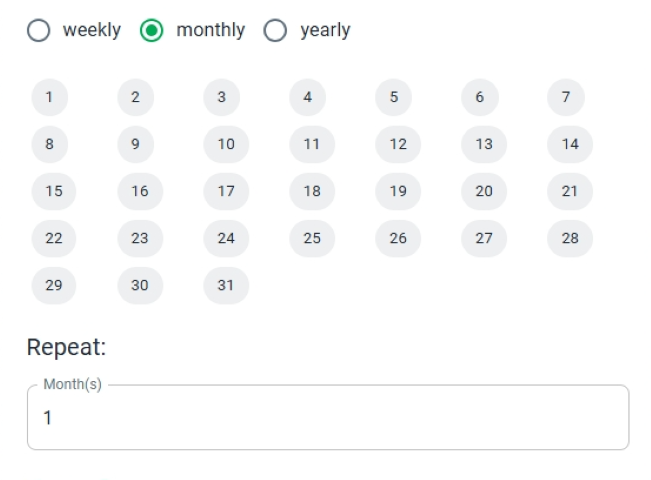 weekly monthly yearly
1 2 3 4 5 6 7
8 9 10 11 12 13 14
15 16 17 18 19 20 21
22 23 24 25 26 27 28
29 30 31
Repeat:
Month(s)
1